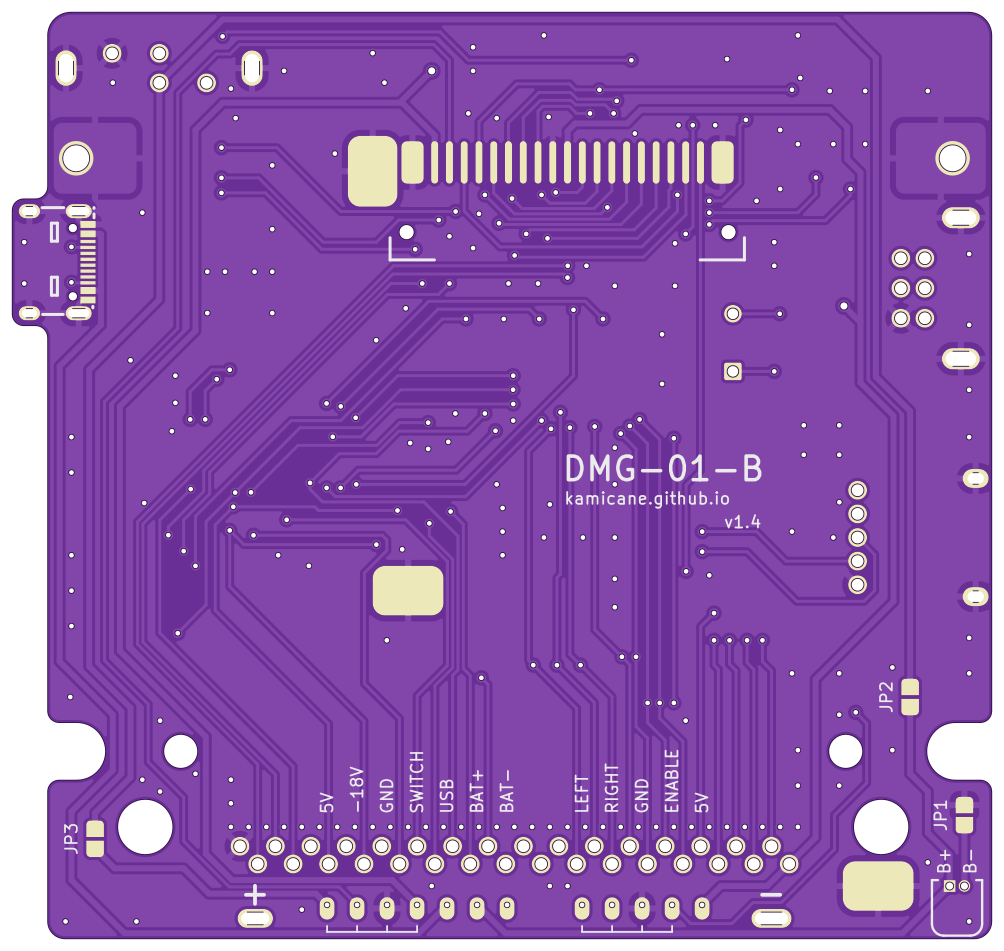 DMG-01-B
kamicane.github.io
v1.4
JP2
5V
-18V
GND
SWITCH
USB
BAT+
BAT-
LEFT
RIGHT
GND
ENABLE
5V
JP1
JP3
B+
B-
+
-